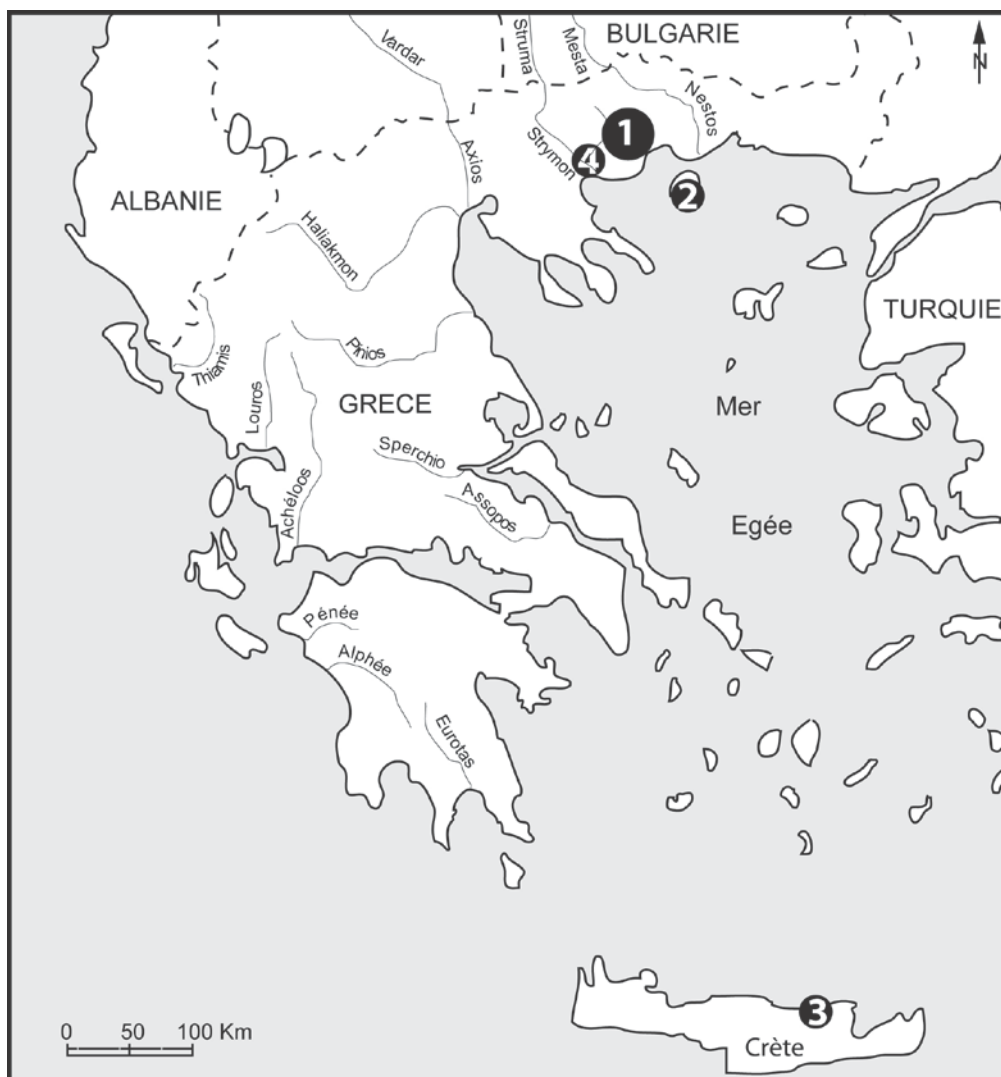 BULGARIE
N
Vardar
Struma
Mesta
Nestos
Axios
Strymon
1
4
2
ALBANIE
Haliakmon
TURQUIE
Thiamis
Pinios
Louros
GRECE
Mer
Sperchio
Achéloos
Assopos
Egée
Pénée
Alphée
Eurotas
3
Crète
0 50 100 Km